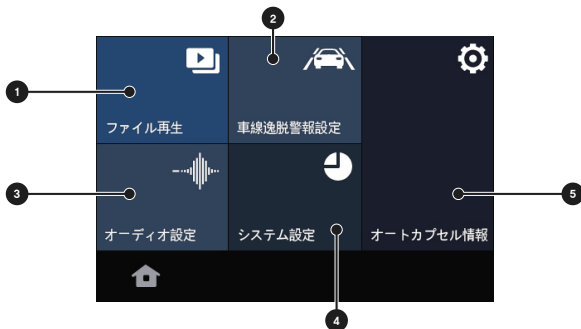 2
1
ファイル再生
車線逸脱警報設定
3
5
オーディオ設定
システム設定
オートカプセル情報
4